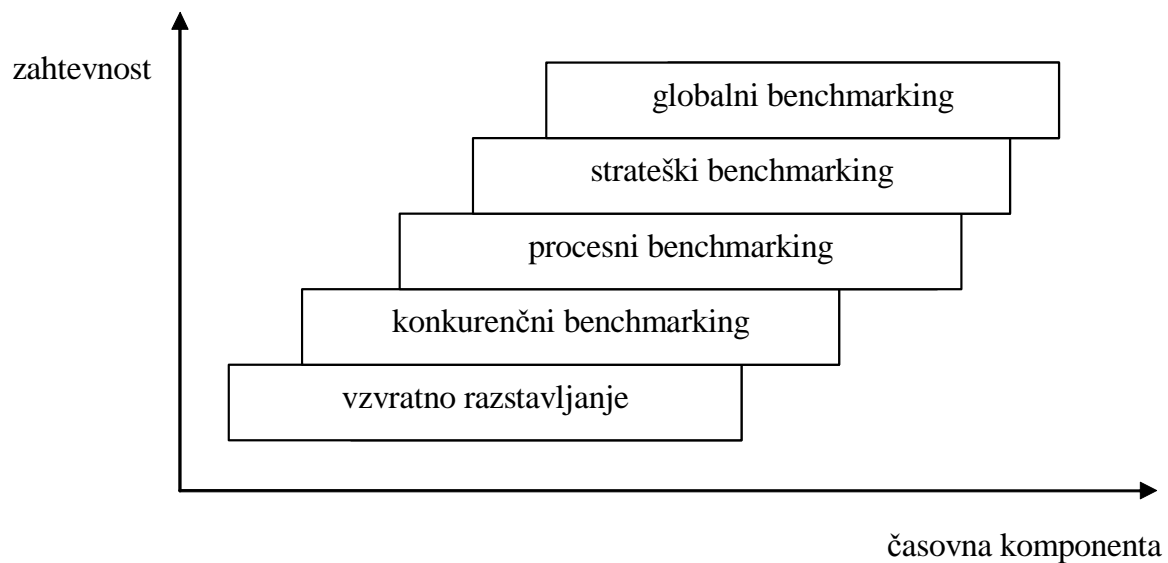 zahtevnost
globalni benchmarking
strateški benchmarking
procesni benchmarking
konkurenčni benchmarking
vzvratno razstavljanje
časovna komponenta